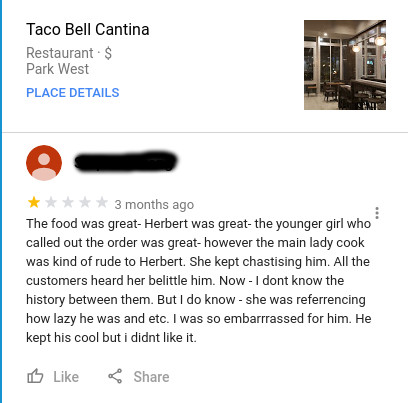 Taco Bell Cantina
Restaurant · $
Park West
PLACE DETAILS
3 months ago
The food was great- Herbert was great- the younger girl who
called out the order was great- however the main lady cook
was kind of rude to Herbert. She kept chastising him. All the
customers heard her belittle him. Now - I dont know the
history between them. But I do know - she was referrencing
how lazy he was and etc. I was so embarrrassed for him. He
kept his cool but i didnt like it.
Like
Share